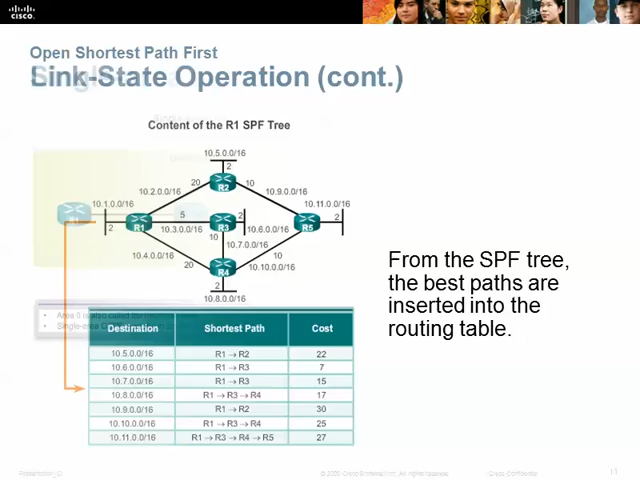 CISCO.
Open Shortest Path First
Link-State Operation (cont.)
Content of the R1 SPF Tree
10.5.0.0/16
2
R2
20
10
10.2.0.0/16
10.9.0.0/16
10.1.0.0/16
10.11.0.0/16
5
2
2
R1
R3
R5
2
10.3.0.0/16
10.6.0.0/16
10
10.7.0.0/16
10.4.0.0/16
10
20
10.10.0.0/16
R4
2
10.8.0.0/16
From the SPF tree,
the best paths are
inserted into the
routing table.
Destination Shortest Path Cost
10.5.0.0/16 R1 → R2 22
10.6.0.0/16 R1 → R3 7
10.7.0.0/16 R1 → R3 15
10.8.0.0/16 R1 → R3 → R4 17
10.9.0.0/16 R1 → R2 30
10.10.0.0/16 R1 → R3 → R4 25
10.11.0.0/16 R1 → R3 → R4 → R5 27
Presentation_ID
Cisco Confidential
11